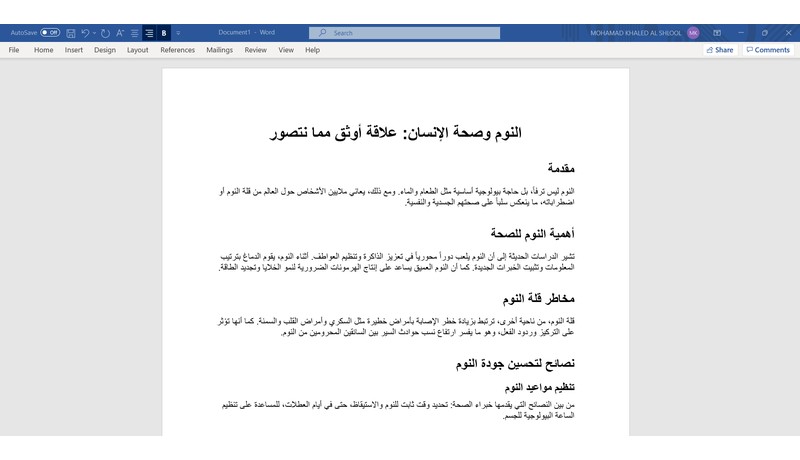 AutoSave Off Document1 - Word Search MOHAMAD KHALED AL SHLOOL MK
File Home Insert Design Layout References Mailings Review View Help Share Comments
النوم وصحة الإنسان: علاقة أوثق مما نتصور
مقدمة
النوم ليس ترفاً، بل حاجة بيولوجية أساسية مثل الطعام والماء. ومع ذلك، يعاني ملايين الأشخاص حول العالم من قلة النوم أو
اضطراباته، ما ينعكس سلباً على صحتهم الجسدية والنفسية.
أهمية النوم للصحة
تشير الدراسات الحديثة إلى أن النوم يلعب دوراً محورياً في تعزيز الذاكرة وتنظيم العواطف. أثناء النوم، يقوم الدماغ بترتيب
المعلومات وتثبيت الخبرات الجديدة. كما أن النوم العميق يساعد على إنتاج الهرمونات الضرورية لنمو الخلايا وتجديد الطاقة.
مخاطر قلة النوم
قلة النوم، من ناحية أخرى، ترتبط بزيادة خطر الإصابة بأمراض خطيرة مثل السكري وأمراض القلب والسمنة. كما أنها تؤثر
على التركيز وردود الفعل، وهو ما يفسر ارتفاع نسب حوادث السير بين السائقين المحرومين من النوم.
نصائح لتحسين جودة النوم
تنظيم مواعيد النوم
من بين النصائح التي يقدمها خبراء الصحة: تحديد وقت ثابت للنوم والاستيقاظ، حتى في أيام العطلات، للمساعدة على تنظيم
الساعة البيولوجية للجسم.